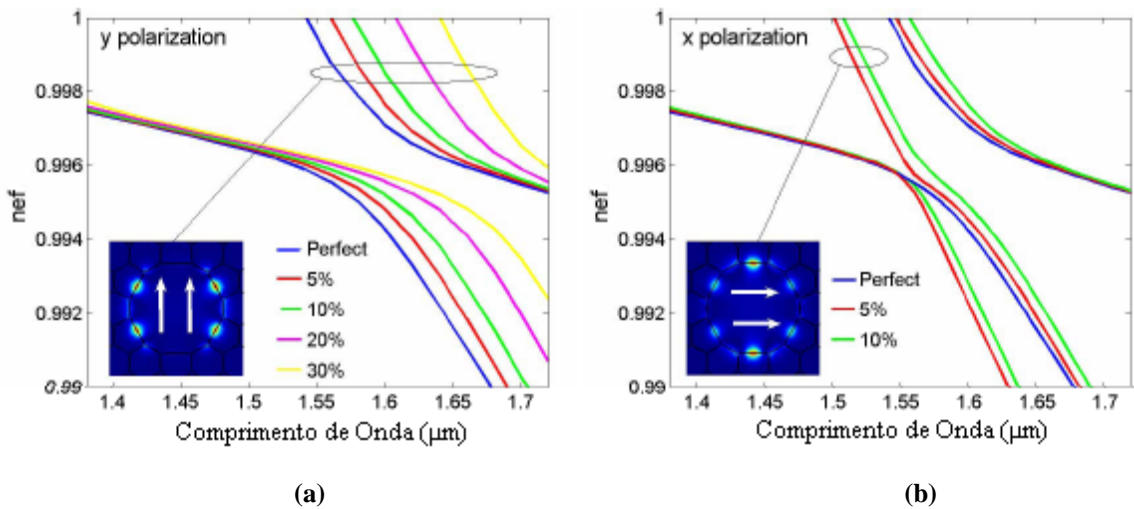 y polarization
1
0.998
0.996
0.994
0.992
0.99
nef
Perfect
5%
10%
20%
30%
1.4 1.45 1.5 1.55 1.6 1.65 1.7
Comprimento de Onda (µm)
(a)
x polarization
1
0.998
0.996
0.994
0.992
0.99
nef
Perfect
5%
10%
1.4 1.45 1.5 1.55 1.6 1.65 1.7
Comprimento de Onda (µm)
(b)